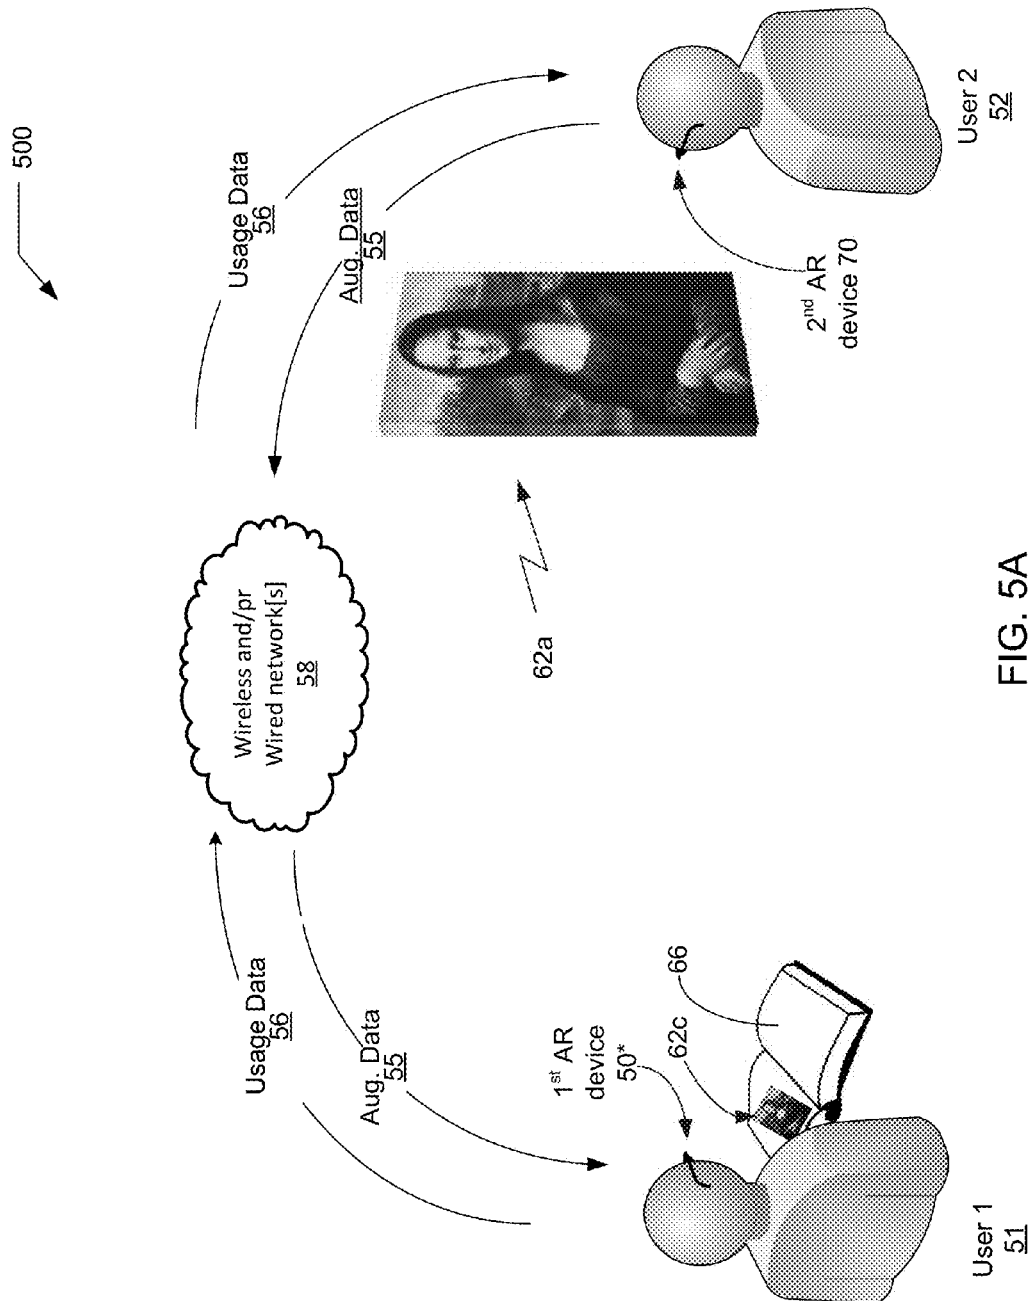 500
Usage Data
56
Aug. Data
55
Wireless and/pr
Wired network[s]
58
Usage Data
56
Aug. Data
55
62a
1st AR
device
50*
62c
66
2nd AR
device 70
User 1
51
User 2
52
FIG. 5A